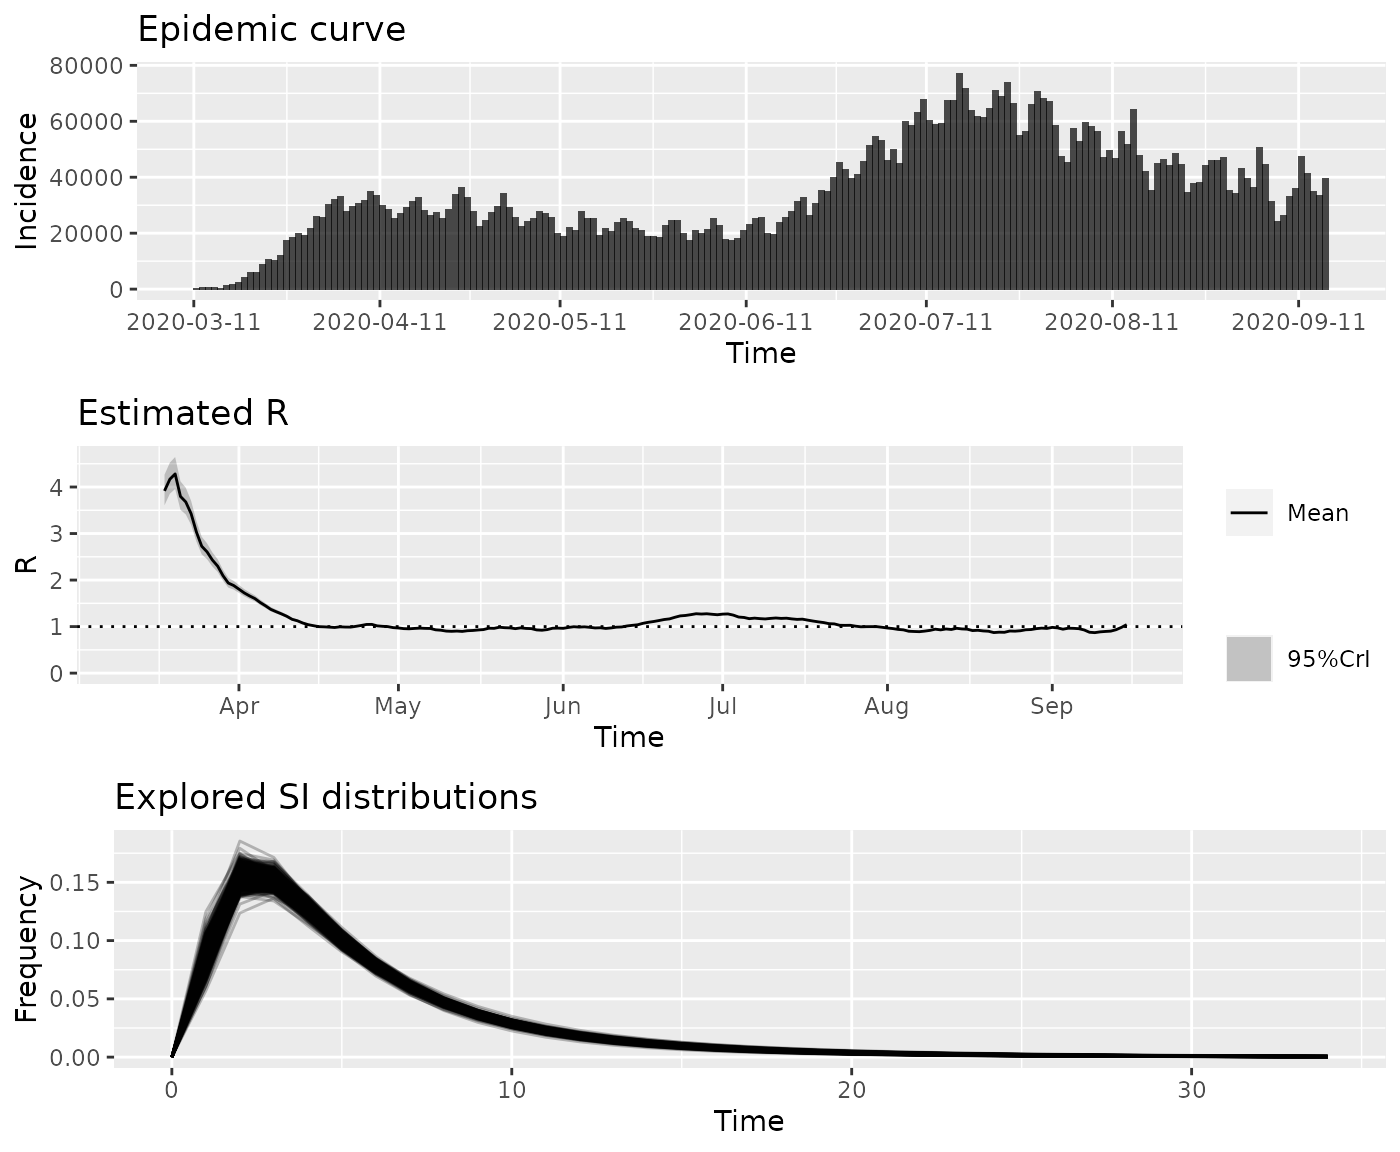 Epidemic curve
80000
60000
40000
20000
0
Incidence
2020-03-11 2020-04-11 2020-05-11 2020-06-11 2020-07-11 2020-08-11 2020-09-11
Time
Estimated R
4
3
2
1
0
R
Apr May Jun Jul Aug Sep
Time
Mean
95%CrI
Explored SI distributions
0.15
0.10
0.05
0.00
Frequency
0 10 20 30
Time